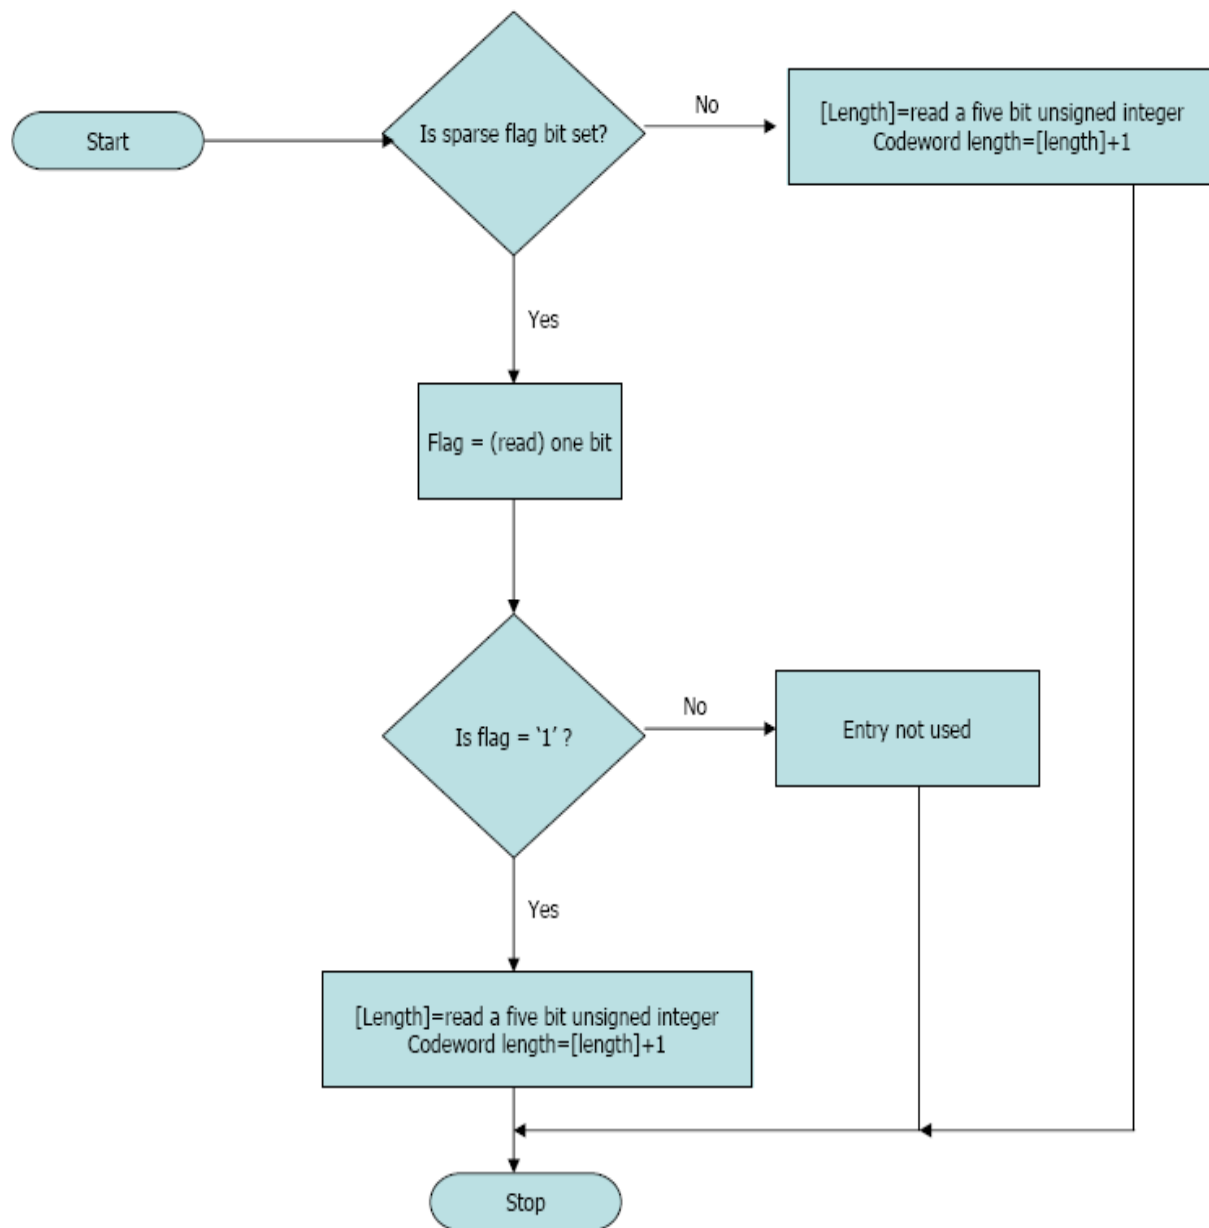 Start
Is sparse flag bit set?
No
[Length]=read a five bit unsigned integer
Codeword length=[length]+1
Yes
Flag = (read) one bit
Is flag = ‘1’ ?
No
Entry not used
Yes
[Length]=read a five bit unsigned integer
Codeword length=[length]+1
Stop